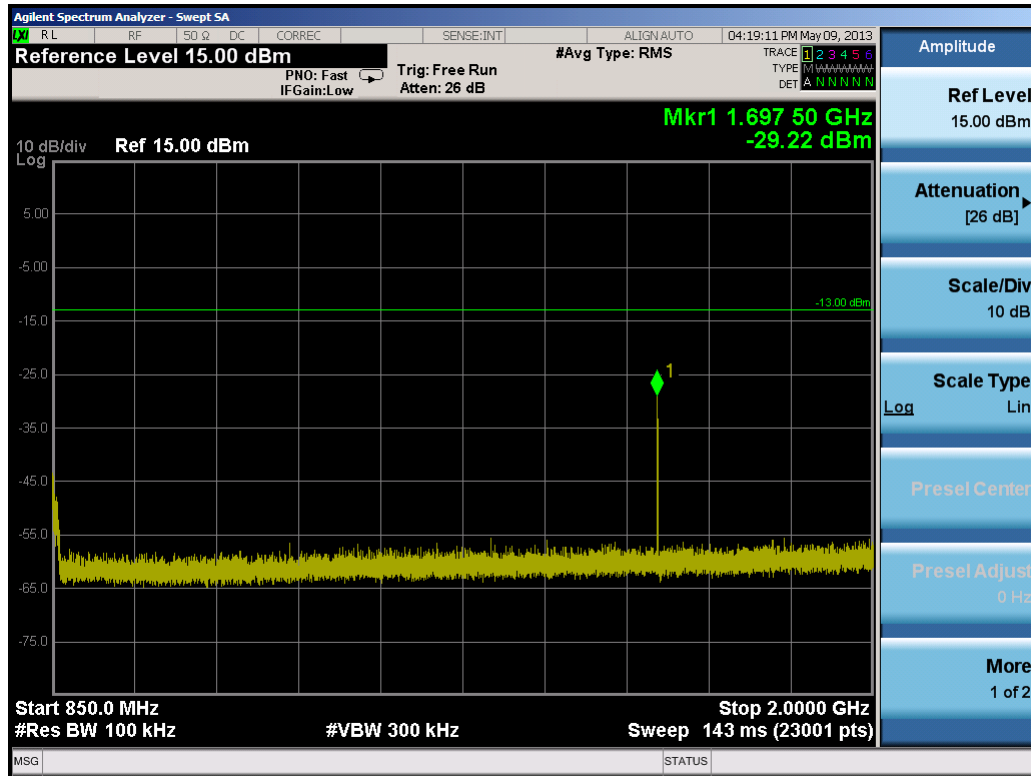 Agilent Spectrum Analyzer - Swept SA
LXI RL RF 50 Ω DC CORREC SENSE:INT ALIGN AUTO 04:19:11 PM May 09, 2013
Reference Level 15.00 dBm #Avg Type: RMS TRACE 1 2 3 4 5 6
PNO: Fast Trig: Free Run TYPE M WWWWW
IFGain:Low Atten: 26 dB DET A N N N N N
Mkr1 1.697 50 GHz
-29.22 dBm
10 dB/div Ref 15.00 dBm
Log
5.00
-5.00
-13.00 dBm
-15.0
-25.0
1
-35.0
-45.0
-55.0
-65.0
-75.0
Start 850.0 MHz Stop 2.0000 GHz
#Res BW 100 kHz #VBW 300 kHz Sweep 143 ms (23001 pts)
MSG STATUS
Amplitude
Ref Level
15.00 dBm
Attenuation
[26 dB]
Scale/Div
10 dB
Scale Type
Log Lin
Presel Center
Presel Adjust
0 Hz
More
1 of 2